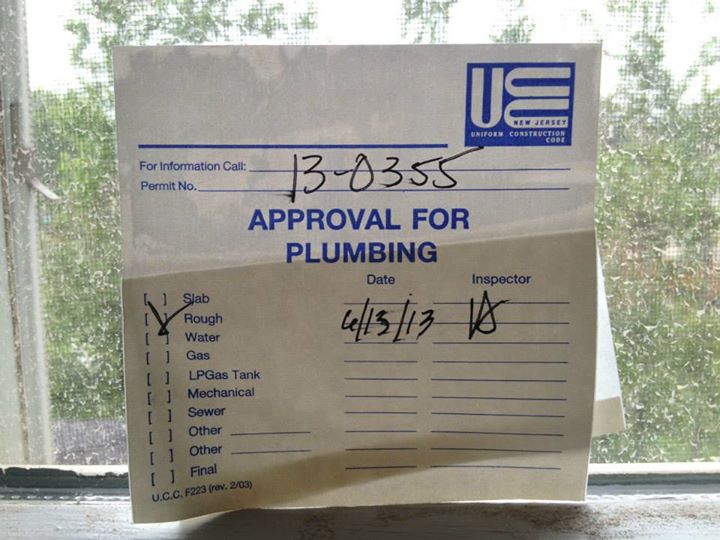 UCC
NEW JERSEY
UNIFORM CONSTRUCTION
CODE
For Information Call:
Permit No. 13-0355
APPROVAL FOR
PLUMBING
Date Inspector
[ ] Slab
[✓] Rough 6/13/13
[ ] Water
[ ] Gas
[ ] LPGas Tank
[ ] Mechanical
[ ] Sewer
[ ] Other
[ ] Other
[ ] Final
U.C.C. F223 (rev. 2/03)